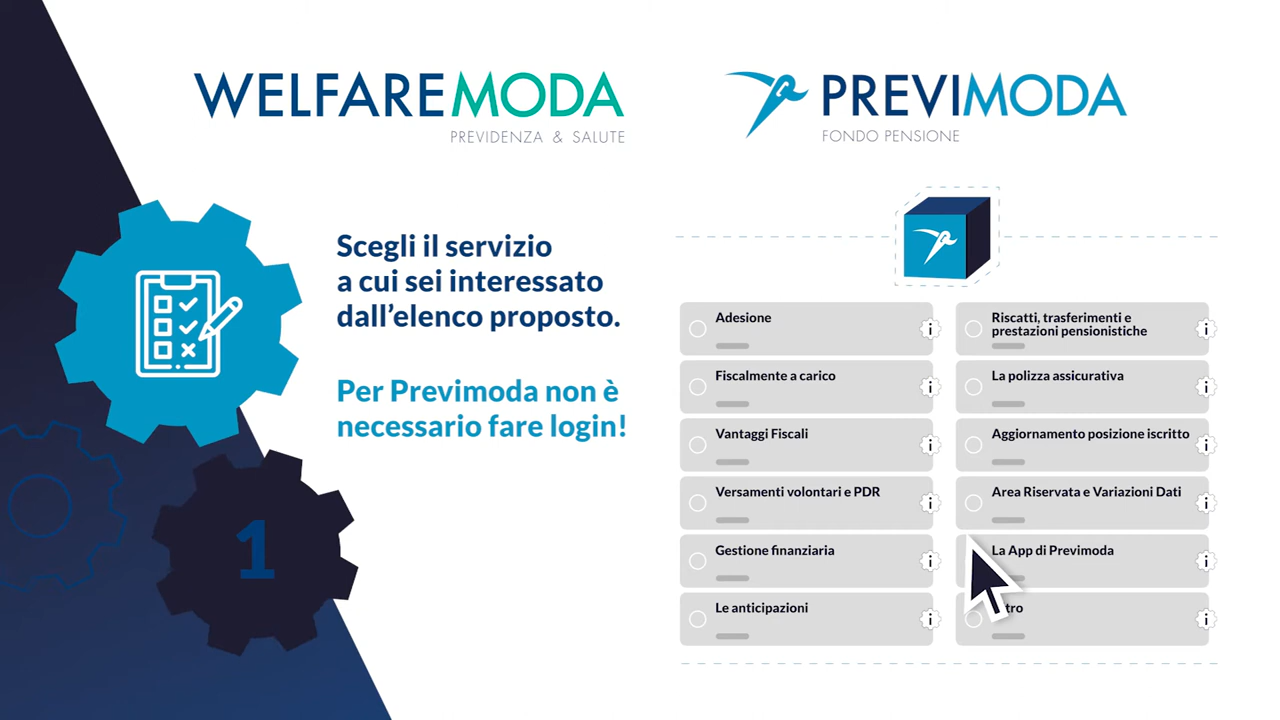 WELFAREMODA
PREVIDENZA & SALUTE
PREVIMODA
FONDO PENSIONE
Scegli il servizio
a cui sei interessato
dall'elenco proposto.
Per Previmoda non è
necessario fare login!
1
Adesione
i
Fiscalmente a carico
i
Vantaggi Fiscali
i
Versamenti volontari e PDR
i
Gestione finanziaria
i
Le anticipazioni
i
Riscatti, trasferimenti e
prestazioni pensionistiche
i
La polizza assicurativa
i
Aggiornamento posizione iscritto
i
Area Riservata e Variazioni Dati
i
La App di Previmoda
i
i